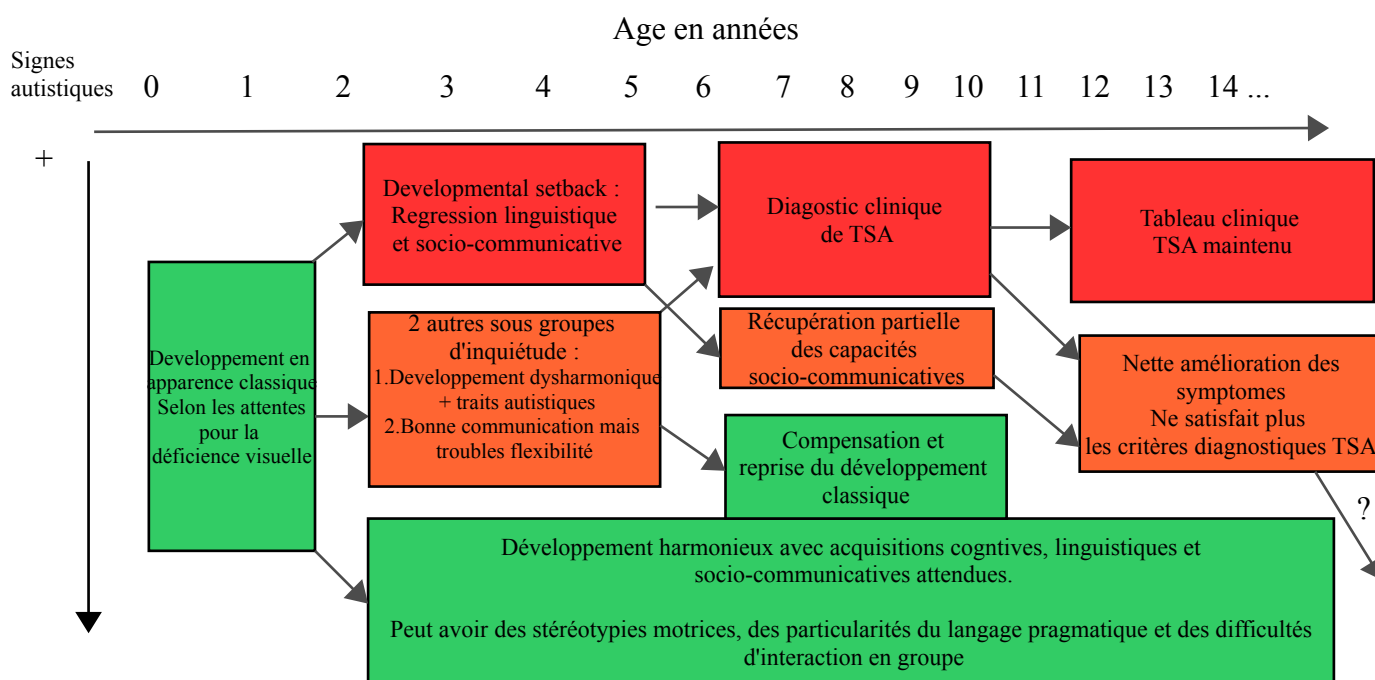 Age en années
Signes
autistiques
0 1 2 3 4 5 6 7 8 9 10 11 12 13 14 ...
+
Developmental setback :
Regression linguistique
et socio-communicative
Diagostic clinique
de TSA
Tableau clinique
TSA maintenu
Developpement en
apparence classique
Selon les attentes
pour la
déficience visuelle
2 autres sous groupes
d'inquiétude :
1.Developpement dysharmonique
+ traits autistiques
2.Bonne communication mais
troubles flexibilité
Récupération partielle
des capacités
socio-communicatives
Nette amélioration des
symptomes
Ne satisfait plus
les critères diagnostiques TSA
Compensation et
reprise du développement
classique
?
Développement harmonieux avec acquisitions cogntives, linguistiques et
socio-communicatives attendues.
Peut avoir des stéréotypies motrices, des particularités du langage pragmatique et des difficultés
d'interaction en groupe